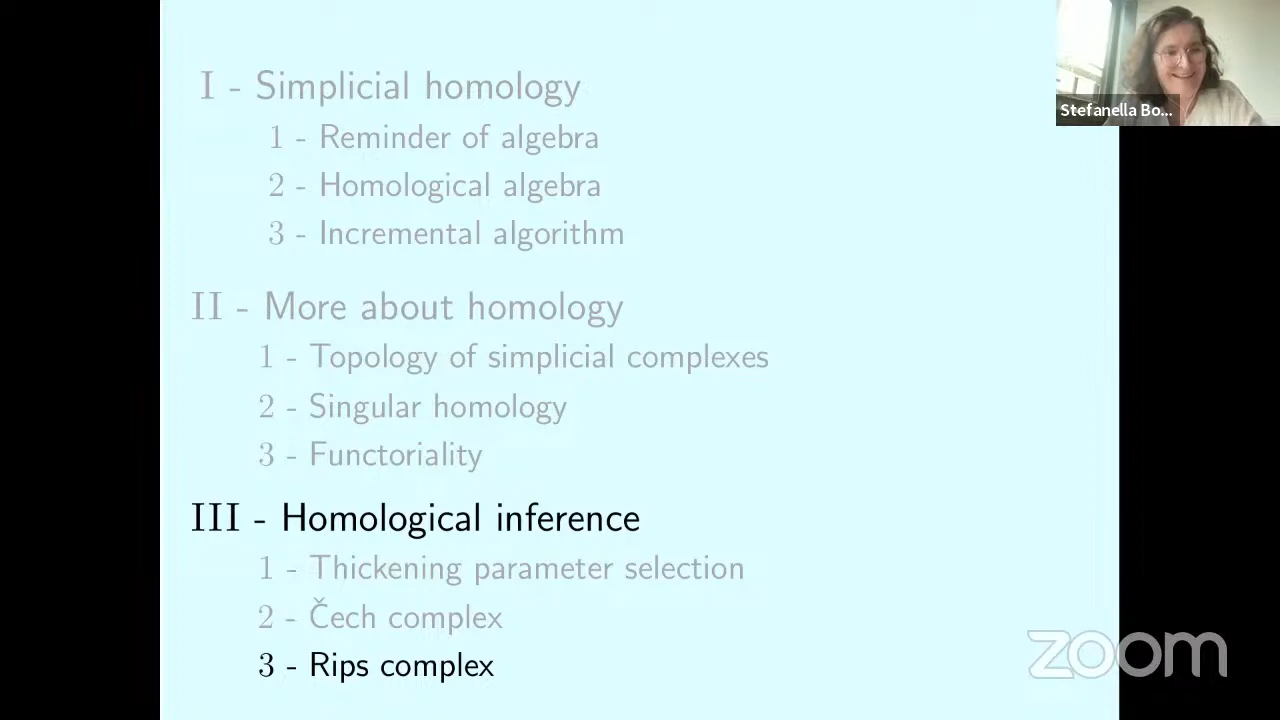 I - Simplicial homology
1 - Reminder of algebra
2 - Homological algebra
3 - Incremental algorithm
II - More about homology
1 - Topology of simplicial complexes
2 - Singular homology
3 - Functoriality
III - Homological inference
1 - Thickening parameter selection
2 - Čech complex
3 - Rips complex
Stefanella Bo...
zoom